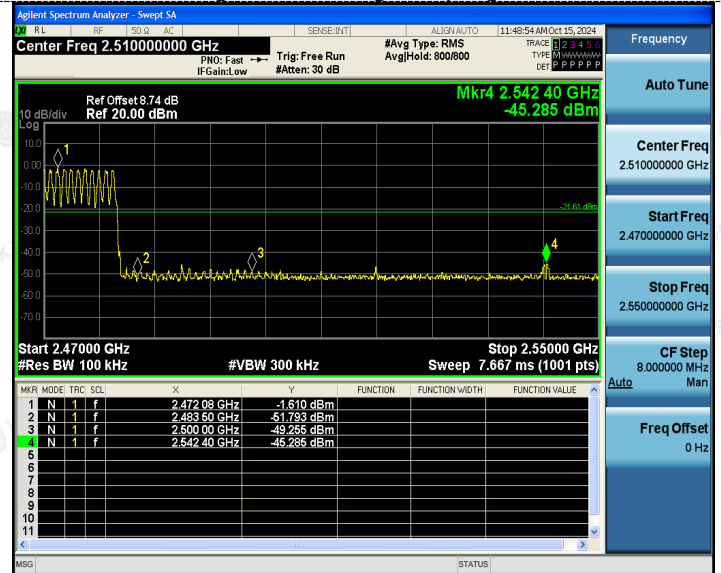 Agilent Spectrum Analyzer - Swept SA
LXI RL RF 50 Ω AC SENSE:INT ALIGN AUTO 11:48:54 AM Oct 15, 2024
Center Freq 2.510000000 GHz
PNO: Fast
IFGain:Low
Trig: Free Run
#Atten: 30 dB
#Avg Type: RMS
Avg|Hold: 800/800
TRACE 1 2 3 4 5 6
TYPE M
DET P P P P P P
Ref Offset 8.74 dB
10 dB/div Ref 20.00 dBm
Log
Mkr4 2.542 40 GHz
-45.285 dBm
10.0
0.00
-10.0
-20.0
-30.0
-40.0
-50.0
-60.0
-70.0
1
2
3
4
-21.61 dBm
Start 2.47000 GHz Stop 2.55000 GHz
#Res BW 100 kHz #VBW 300 kHz Sweep 7.667 ms (1001 pts)
MKR MODE TRC SCL X Y FUNCTION FUNCTION WIDTH FUNCTION VALUE
1 N 1 f 2.472 08 GHz -1.610 dBm
2 N 1 f 2.483 50 GHz -51.793 dBm
3 N 1 f 2.500 00 GHz -49.255 dBm
4 N 1 f 2.542 40 GHz -45.285 dBm
5
6
7
8
9
10
11
MSG STATUS
Frequency
Auto Tune
Center Freq
2.510000000 GHz
Start Freq
2.470000000 GHz
Stop Freq
2.550000000 GHz
CF Step
8.000000 MHz
Auto Man
Freq Offset
0 Hz